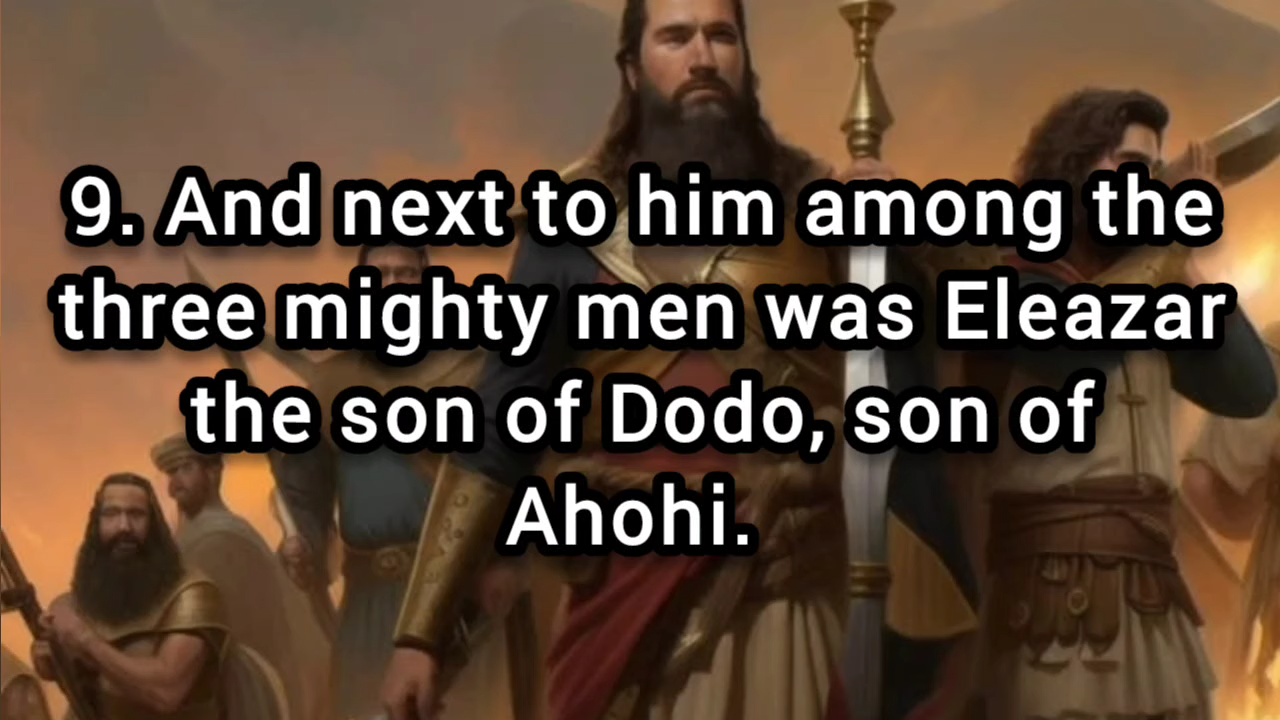 9. And next to him among the
three mighty men was Eleazar
the son of Dodo, son of
Ahohi.